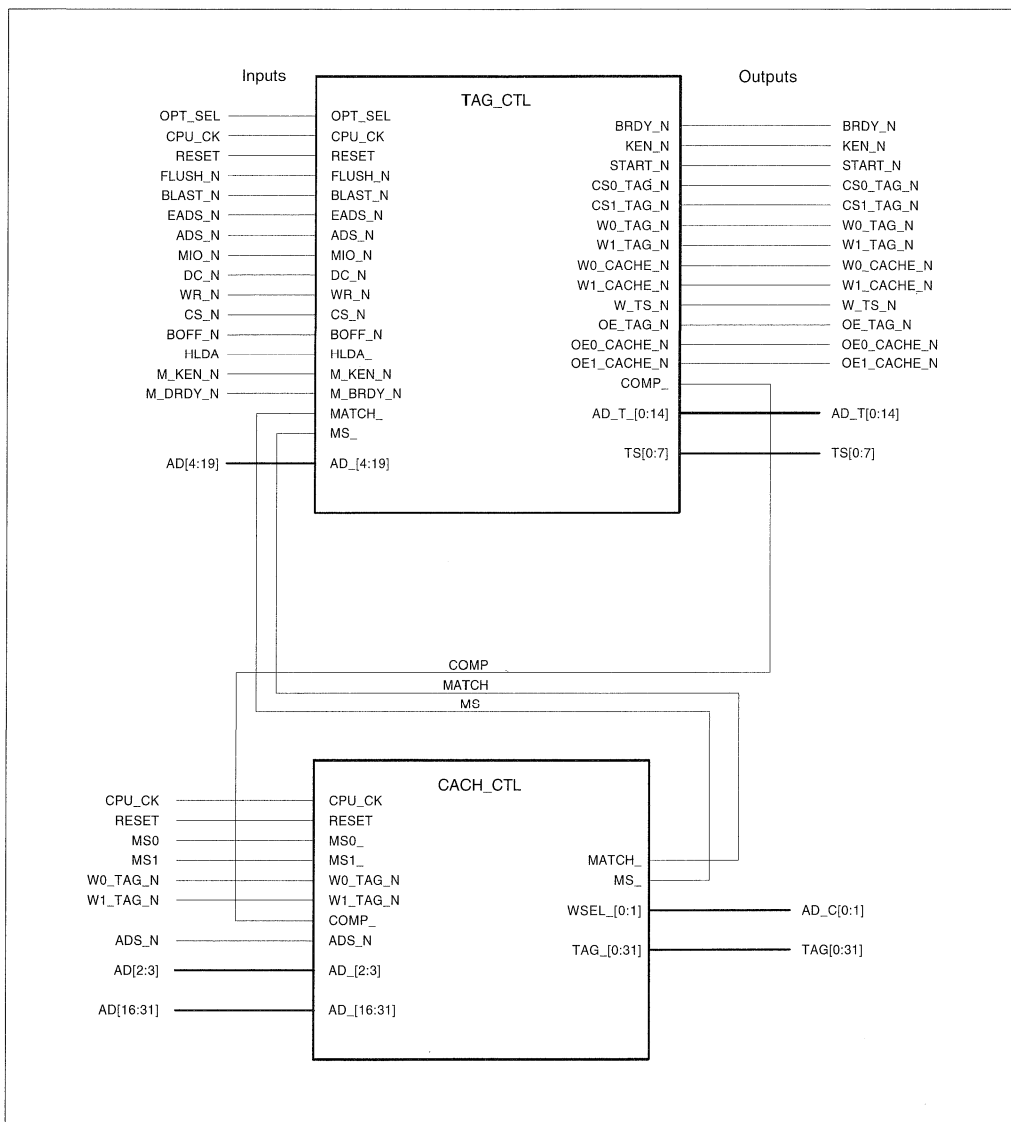 Inputs
Outputs
TAG_CTL
OPT_SEL OPT_SEL
CPU_CK CPU_CK
RESET RESET
FLUSH_N FLUSH_N
BLAST_N BLAST_N
EADS_N EADS_N
ADS_N ADS_N
MIO_N MIO_N
DC_N DC_N
WR_N WR_N
CS_N CS_N
BOFF_N BOFF_N
HLDA HLDA_
M_KEN_N M_KEN_N
M_DRDY_N M_BRDY_N
MATCH_
MS_
AD[4:19] AD_[4:19]
BRDY_N BRDY_N
KEN_N KEN_N
START_N START_N
CS0_TAG_N CS0_TAG_N
CS1_TAG_N CS1_TAG_N
W0_TAG_N W0_TAG_N
W1_TAG_N W1_TAG_N
W0_CACHE_N W0_CACHE_N
W1_CACHE_N W1_CACHE_N
W_TS_N W_TS_N
OE_TAG_N OE_TAG_N
OE0_CACHE_N OE0_CACHE_N
OE1_CACHE_N OE1_CACHE_N
COMP_
AD_T_[0:14] AD_T[0:14]
TS[0:7] TS[0:7]
COMP
MATCH
MS
CACH_CTL
CPU_CK CPU_CK
RESET RESET
MS0 MS0_
MS1 MS1_
W0_TAG_N W0_TAG_N
W1_TAG_N W1_TAG_N
COMP_
ADS_N ADS_N
AD[2:3] AD_[2:3]
AD[16:31] AD_[16:31]
MATCH_
MS_
WSEL_[0:1] AD_C[0:1]
TAG_[0:31] TAG[0:31]